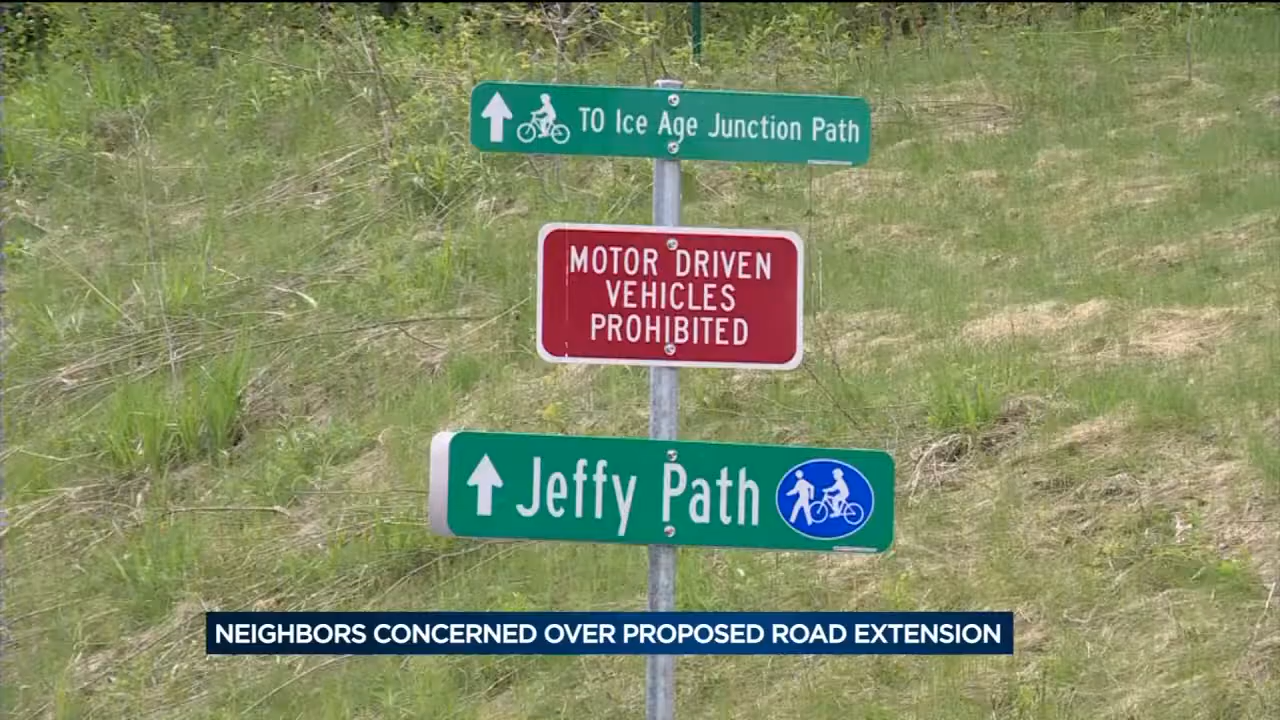 TO Ice Age Junction Path
MOTOR DRIVEN
VEHICLES
PROHIBITED
Jeffy Path
NEIGHBORS CONCERNED OVER PROPOSED ROAD EXTENSION